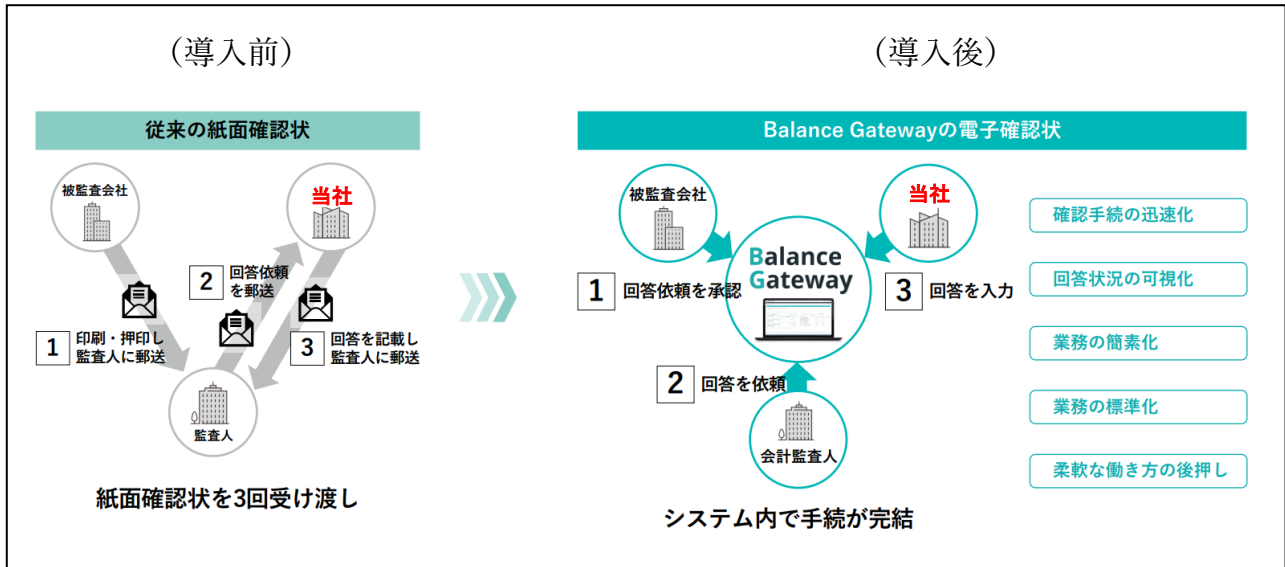 (導入前)
従来の紙面確認状
被監査会社
当社
2
回答依頼
を郵送
1
印刷・押印し
監査人に郵送
3
回答を記載し
監査人に郵送
監査人
紙面確認状を3回受け渡し
(導入後)
Balance Gatewayの電子確認状
被監査会社
当社
Balance
Gateway
1
回答依頼を承認
3
回答を入力
2
回答を依頼
会計監査人
システム内で手続が完結
確認手続の迅速化
回答状況の可視化
業務の簡素化
業務の標準化
柔軟な働き方の後押し